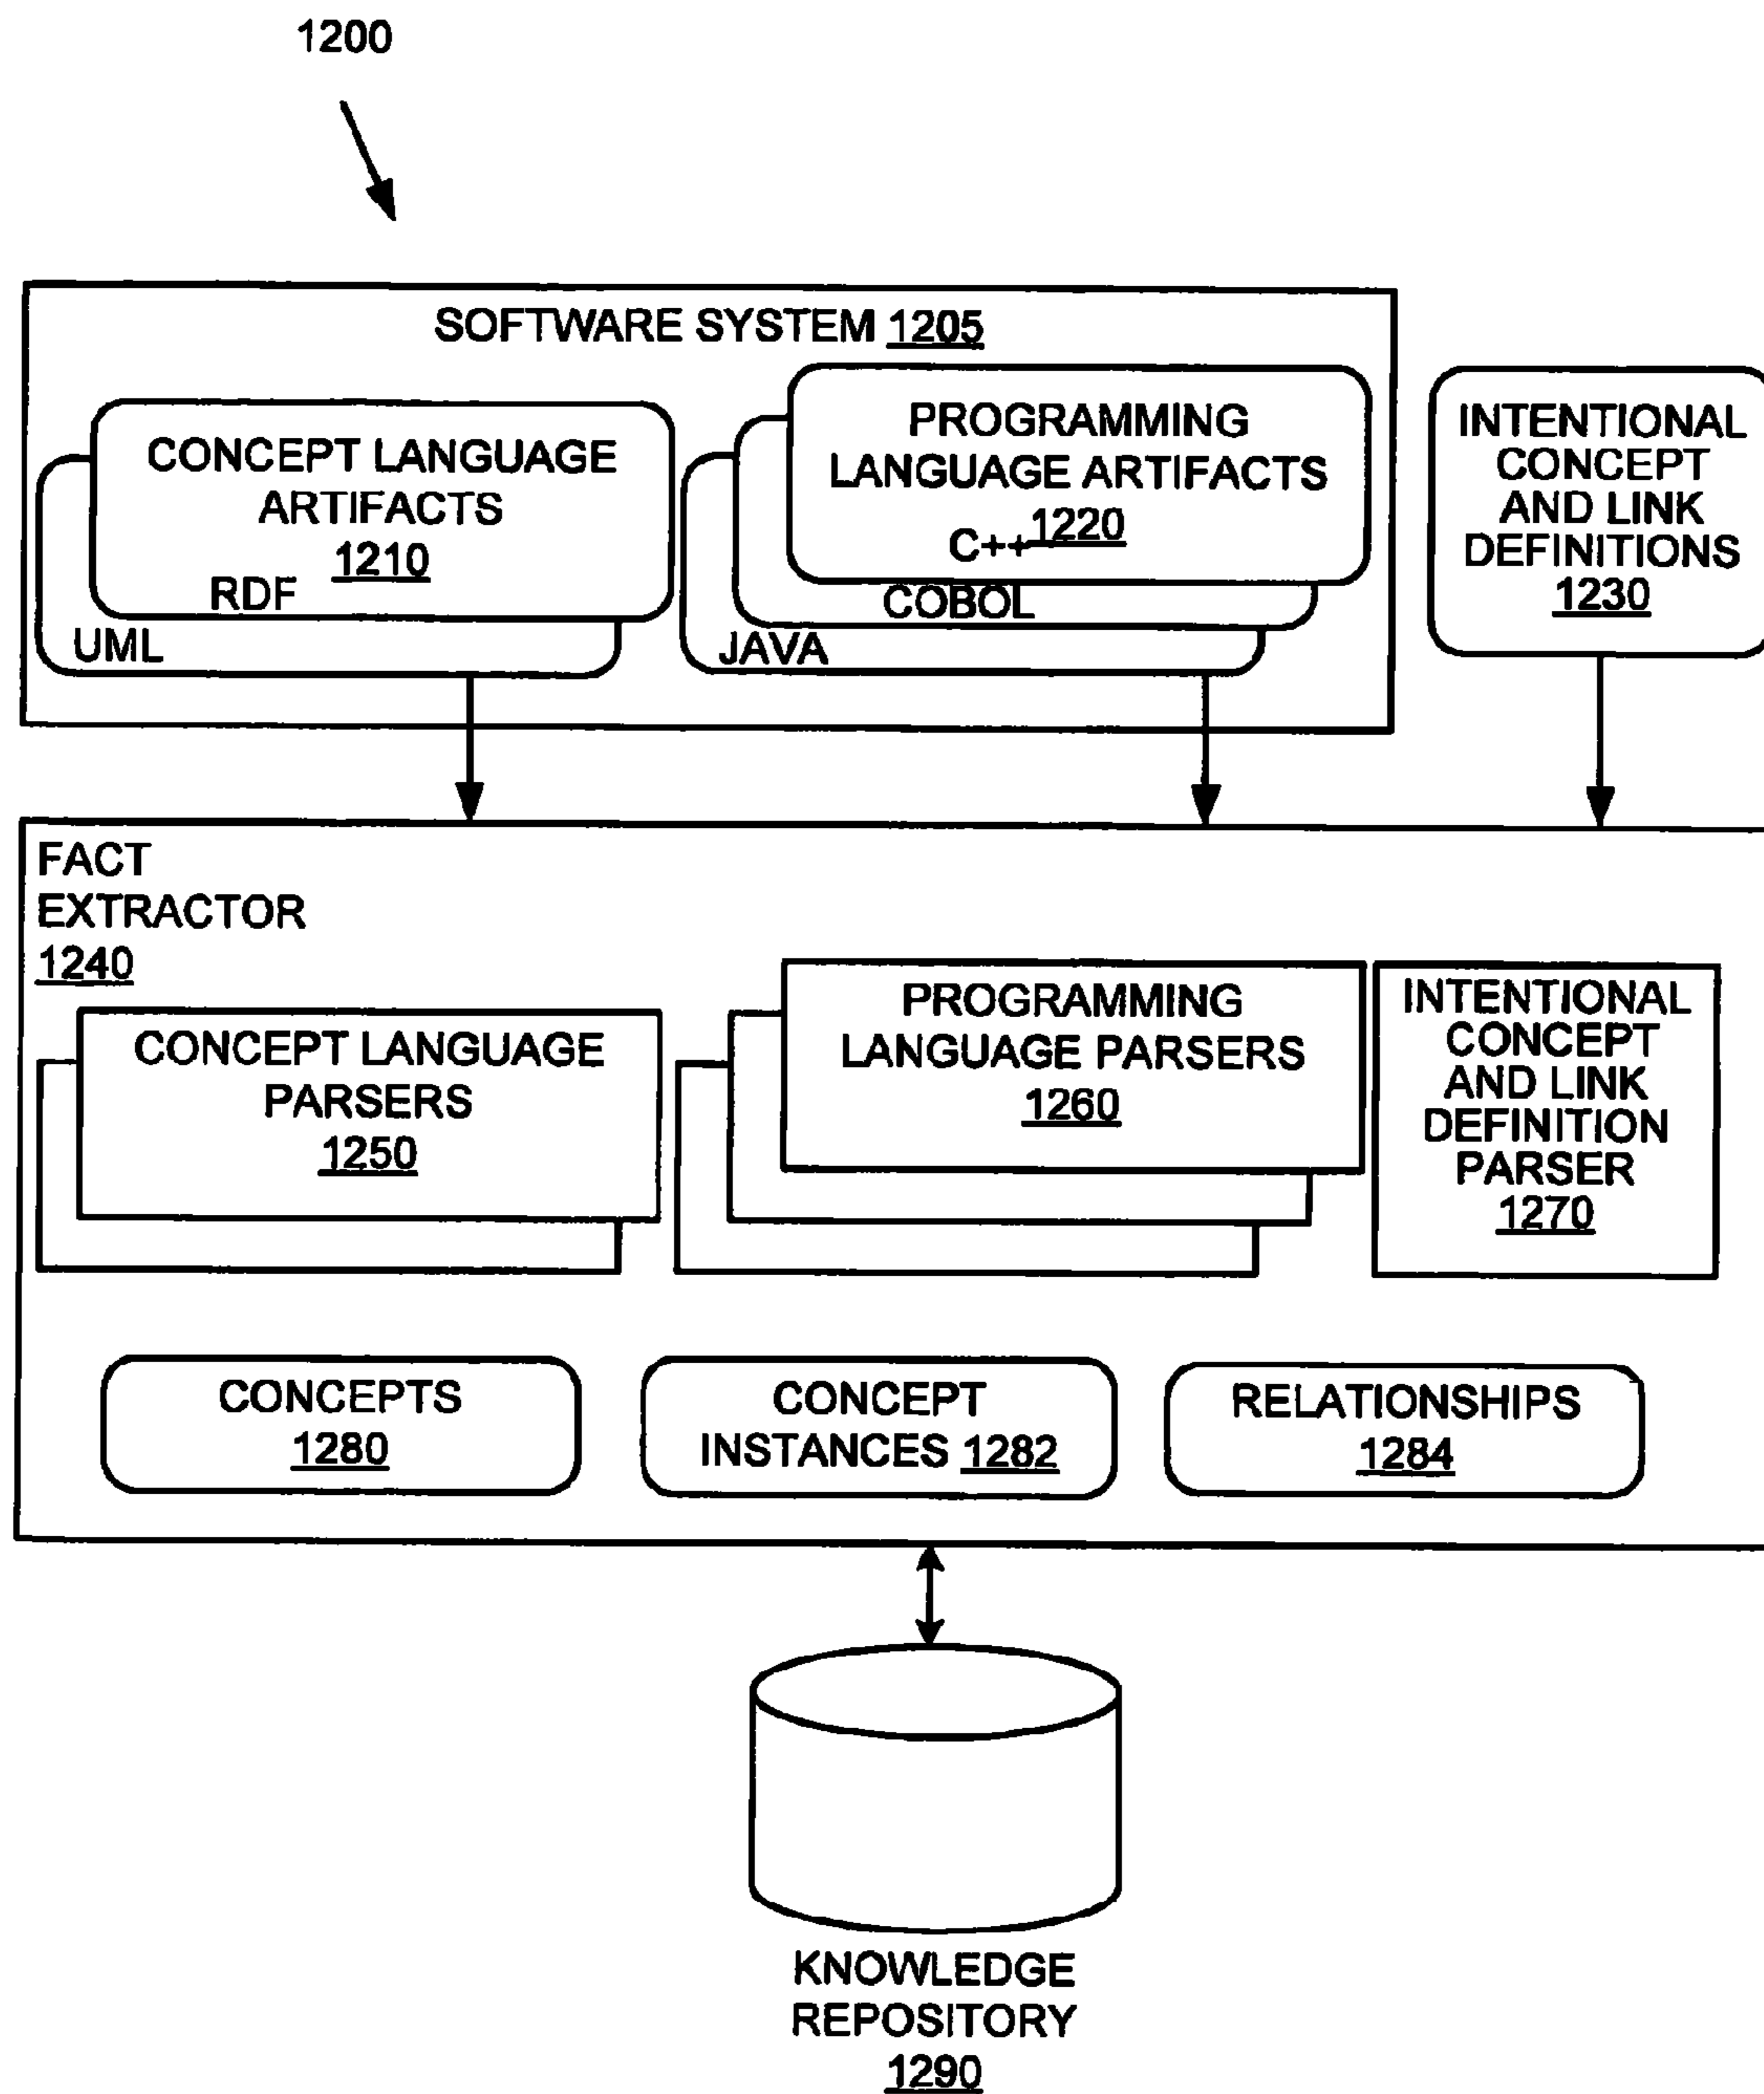 1200
SOFTWARE SYSTEM 1205
CONCEPT LANGUAGE
ARTIFACTS
1210
RDF
UML
PROGRAMMING
LANGUAGE ARTIFACTS
1220
C++
COBOL
JAVA
INTENTIONAL
CONCEPT
AND LINK
DEFINITIONS
1230
FACT
EXTRACTOR
1240
CONCEPT LANGUAGE
PARSERS
1250
PROGRAMMING
LANGUAGE PARSERS
1260
INTENTIONAL
CONCEPT
AND LINK
DEFINITION
PARSER
1270
CONCEPTS
1280
CONCEPT
INSTANCES 1282
RELATIONSHIPS
1284
KNOWLEDGE
REPOSITORY
1290